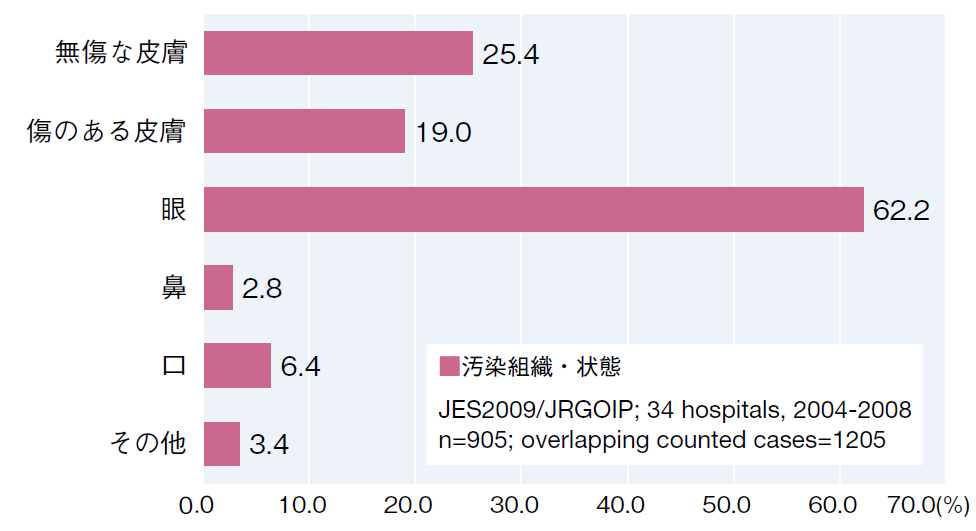 無傷な皮膚
25.4
傷のある皮膚
19.0
眼
62.2
鼻
2.8
口
6.4
その他
3.4
■汚染組織・状態
JES2009/JRGOIP; 34 hospitals, 2004-2008
n=905; overlapping counted cases=1205
0.0 10.0 20.0 30.0 40.0 50.0 60.0 70.0(%)